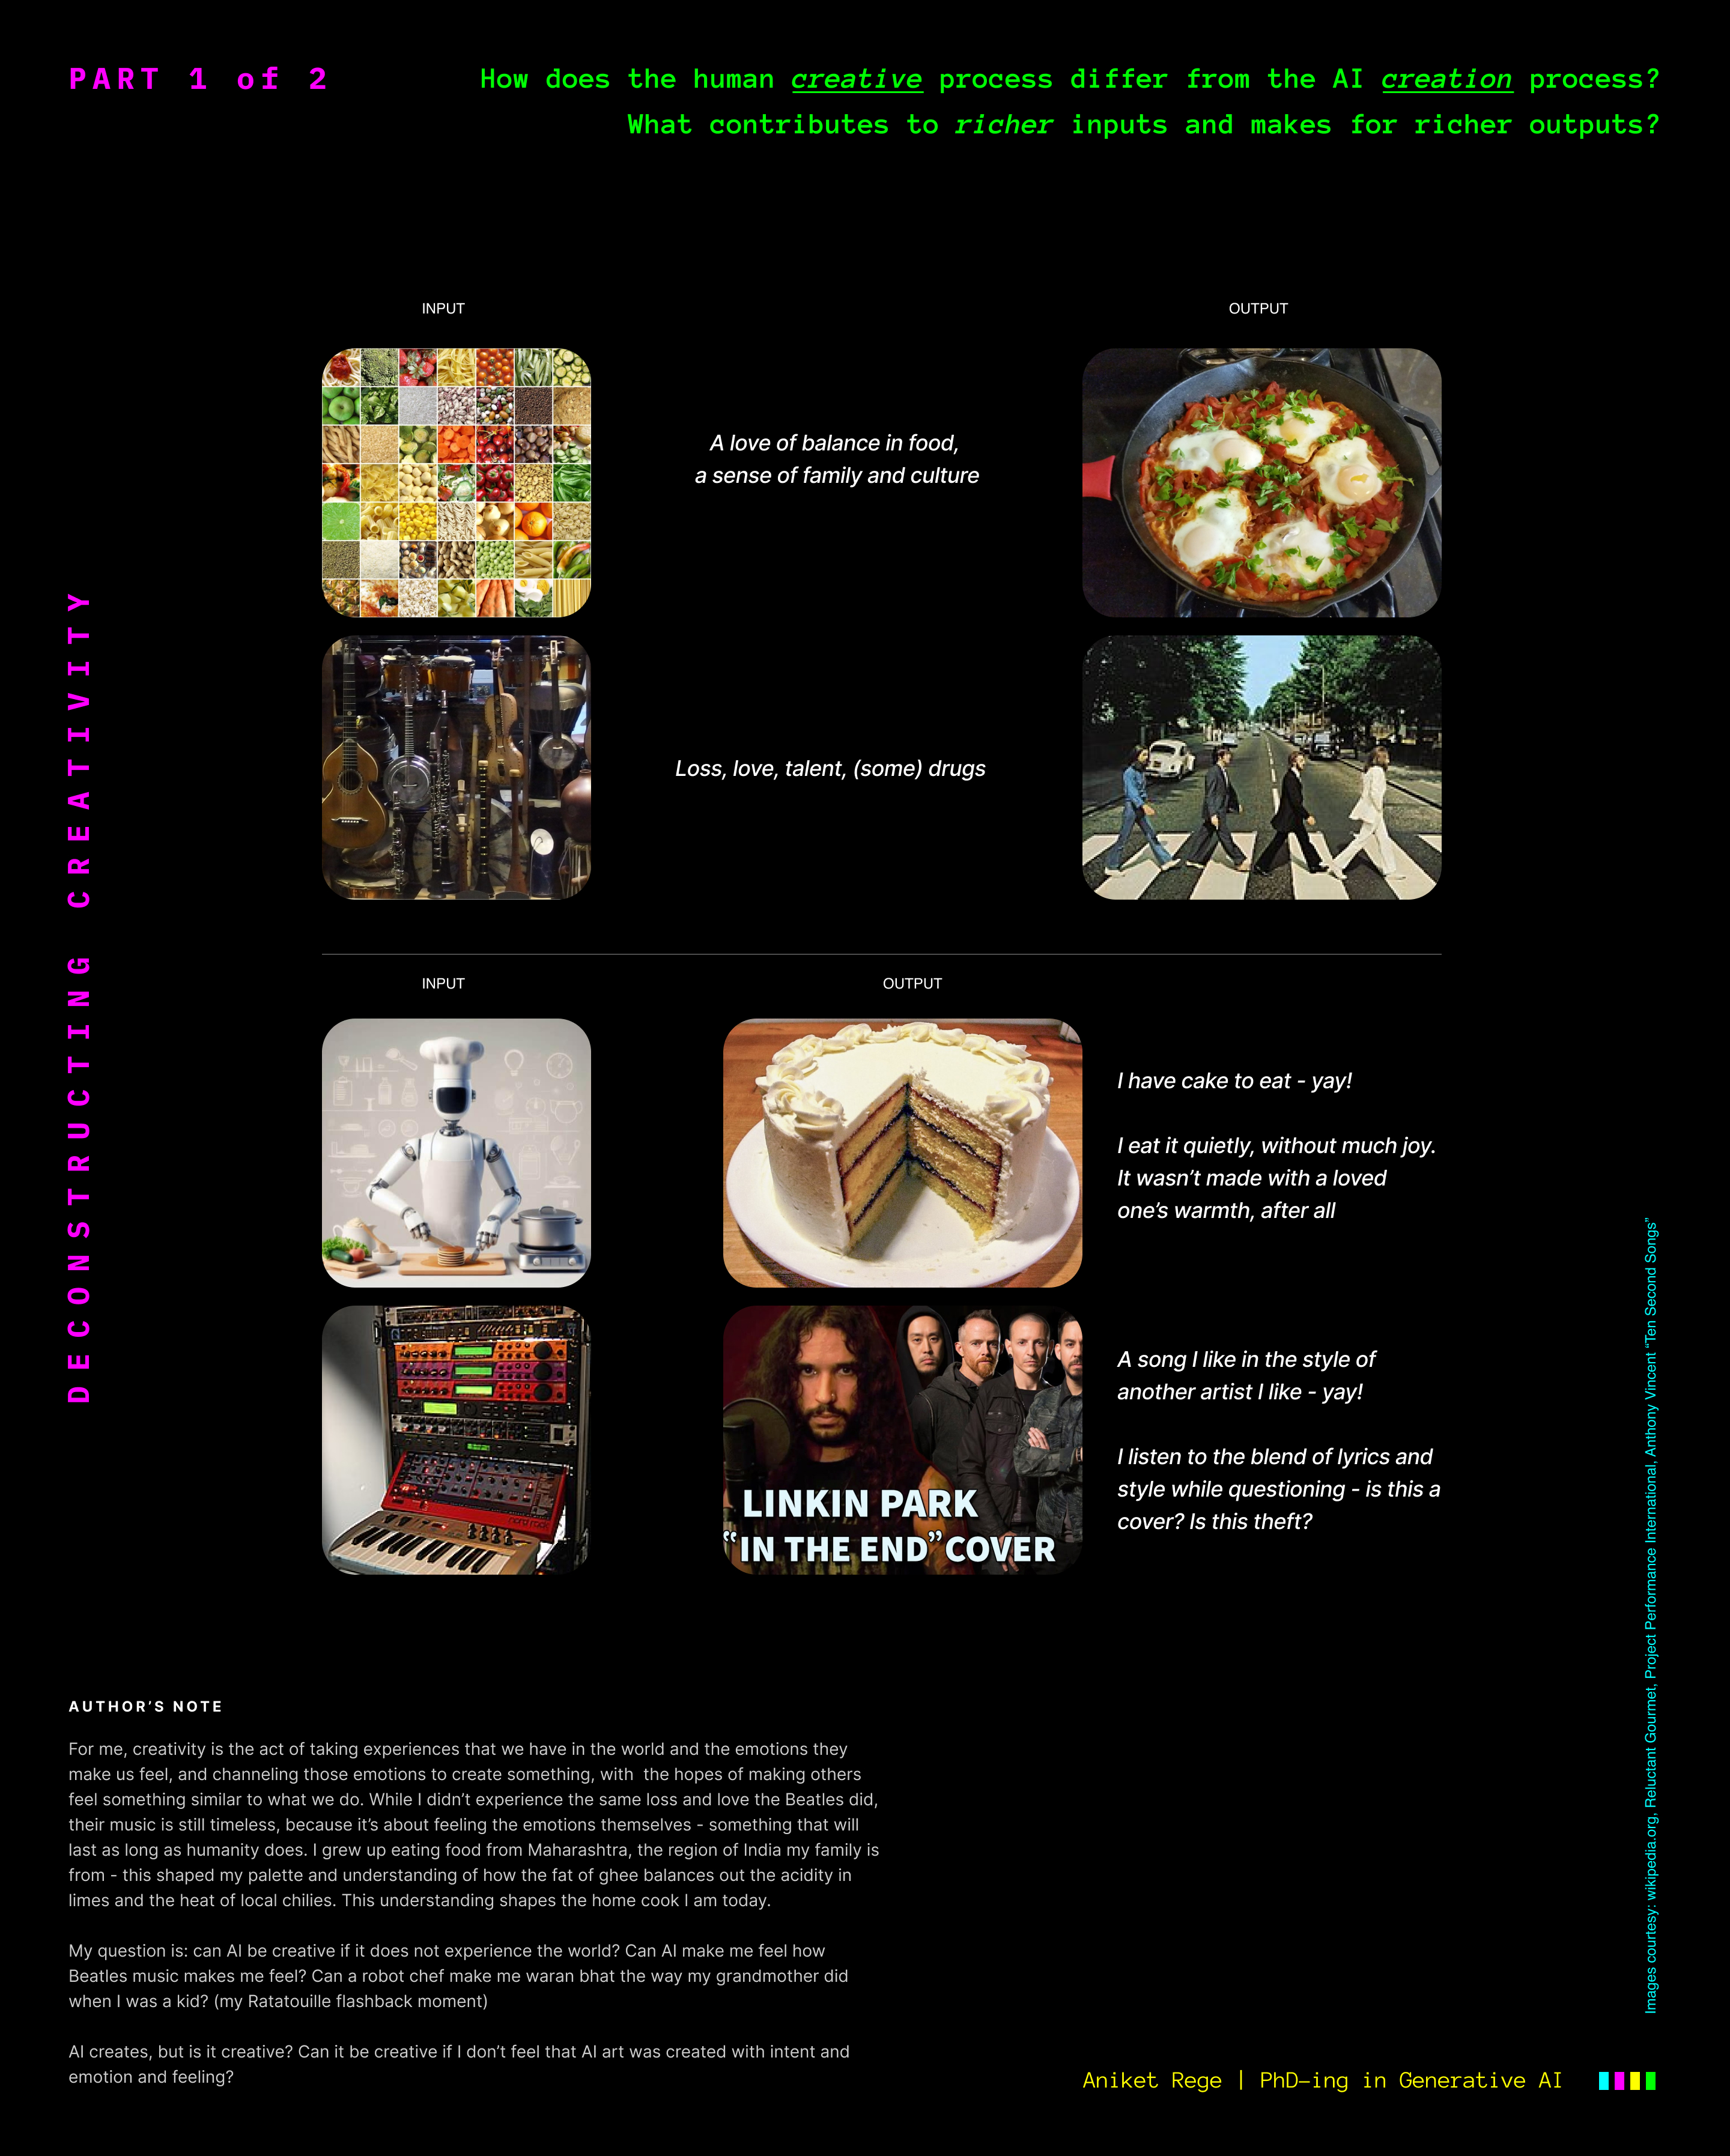 PART 1 of 2
How does the human creative process differ from the AI creation process?
What contributes to richer inputs and makes for richer outputs?
DECONSTRUCTING CREATIVITY
INPUT
OUTPUT
A love of balance in food,
a sense of family and culture
Loss, love, talent, (some) drugs
INPUT
OUTPUT
I have cake to eat - yay!
I eat it quietly, without much joy.
It wasn’t made with a loved
one’s warmth, after all
LINKIN PARK
“IN THE END” COVER
A song I like in the style of
another artist I like - yay!
I listen to the blend of lyrics and
style while questioning - is this a
cover? Is this theft?
Images courtesy: wikipedia.org, Reluctant Gourmet, Project Performance International, Anthony Vincent “Ten Second Songs”
AUTHOR’S NOTE
For me, creativity is the act of taking experiences that we have in the world and the emotions they
make us feel, and channeling those emotions to create something, with  the hopes of making others
feel something similar to what we do. While I didn’t experience the same loss and love the Beatles did,
their music is still timeless, because it’s about feeling the emotions themselves - something that will
last as long as humanity does. I grew up eating food from Maharashtra, the region of India my family is
from - this shaped my palette and understanding of how the fat of ghee balances out the acidity in
limes and the heat of local chilies. This understanding shapes the home cook I am today.
My question is: can AI be creative if it does not experience the world? Can AI make me feel how
Beatles music makes me feel? Can a robot chef make me waran bhat the way my grandmother did
when I was a kid? (my Ratatouille flashback moment)
AI creates, but is it creative? Can it be creative if I don’t feel that AI art was created with intent and
emotion and feeling?
Aniket Rege | PhD-ing in Generative AI